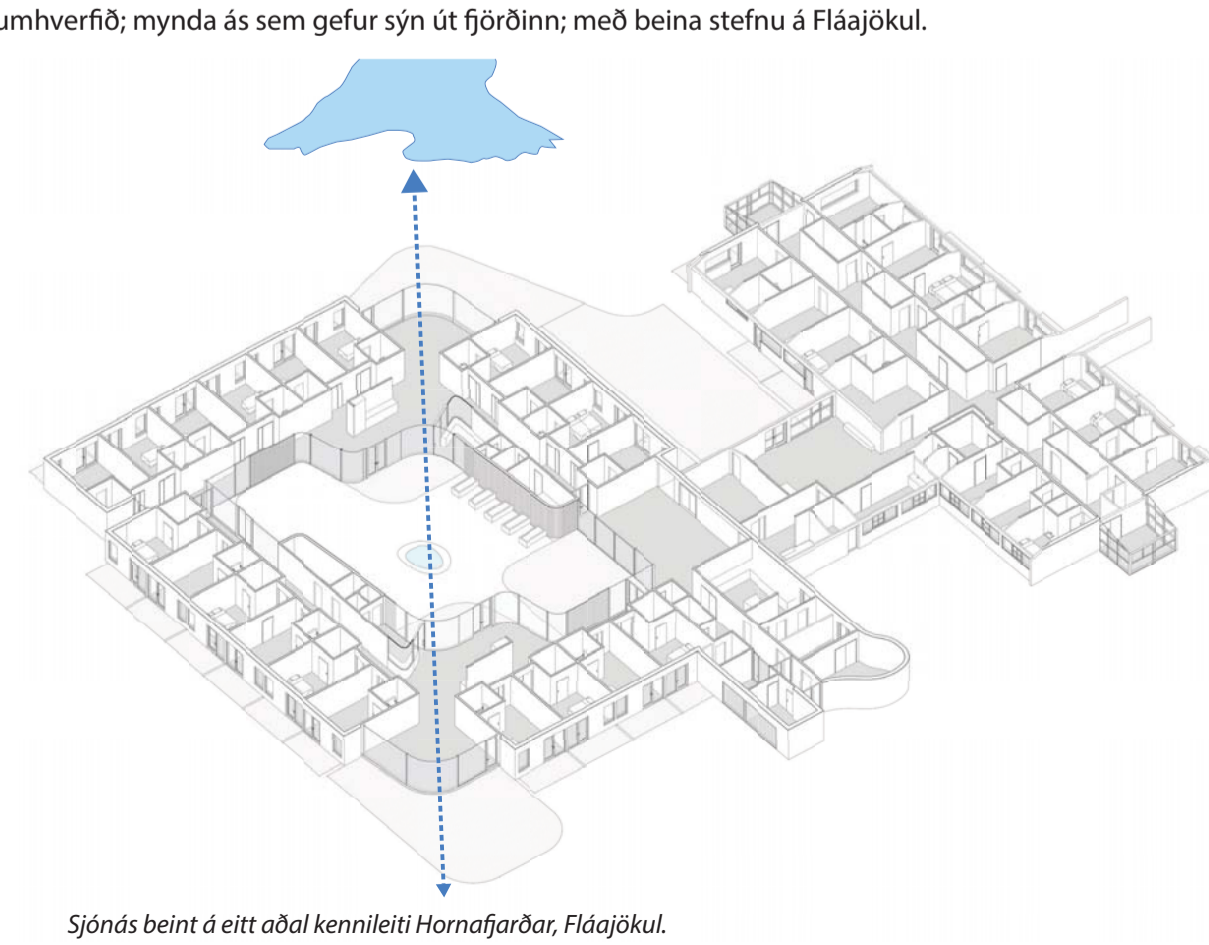 umhverfið; mynda ás sem gefur sýn út fjörðinn; með beina stefnu á Fláajökul.
Sjónás beint á eitt aðal kennileiti Hornafjarðar, Fláajökul.